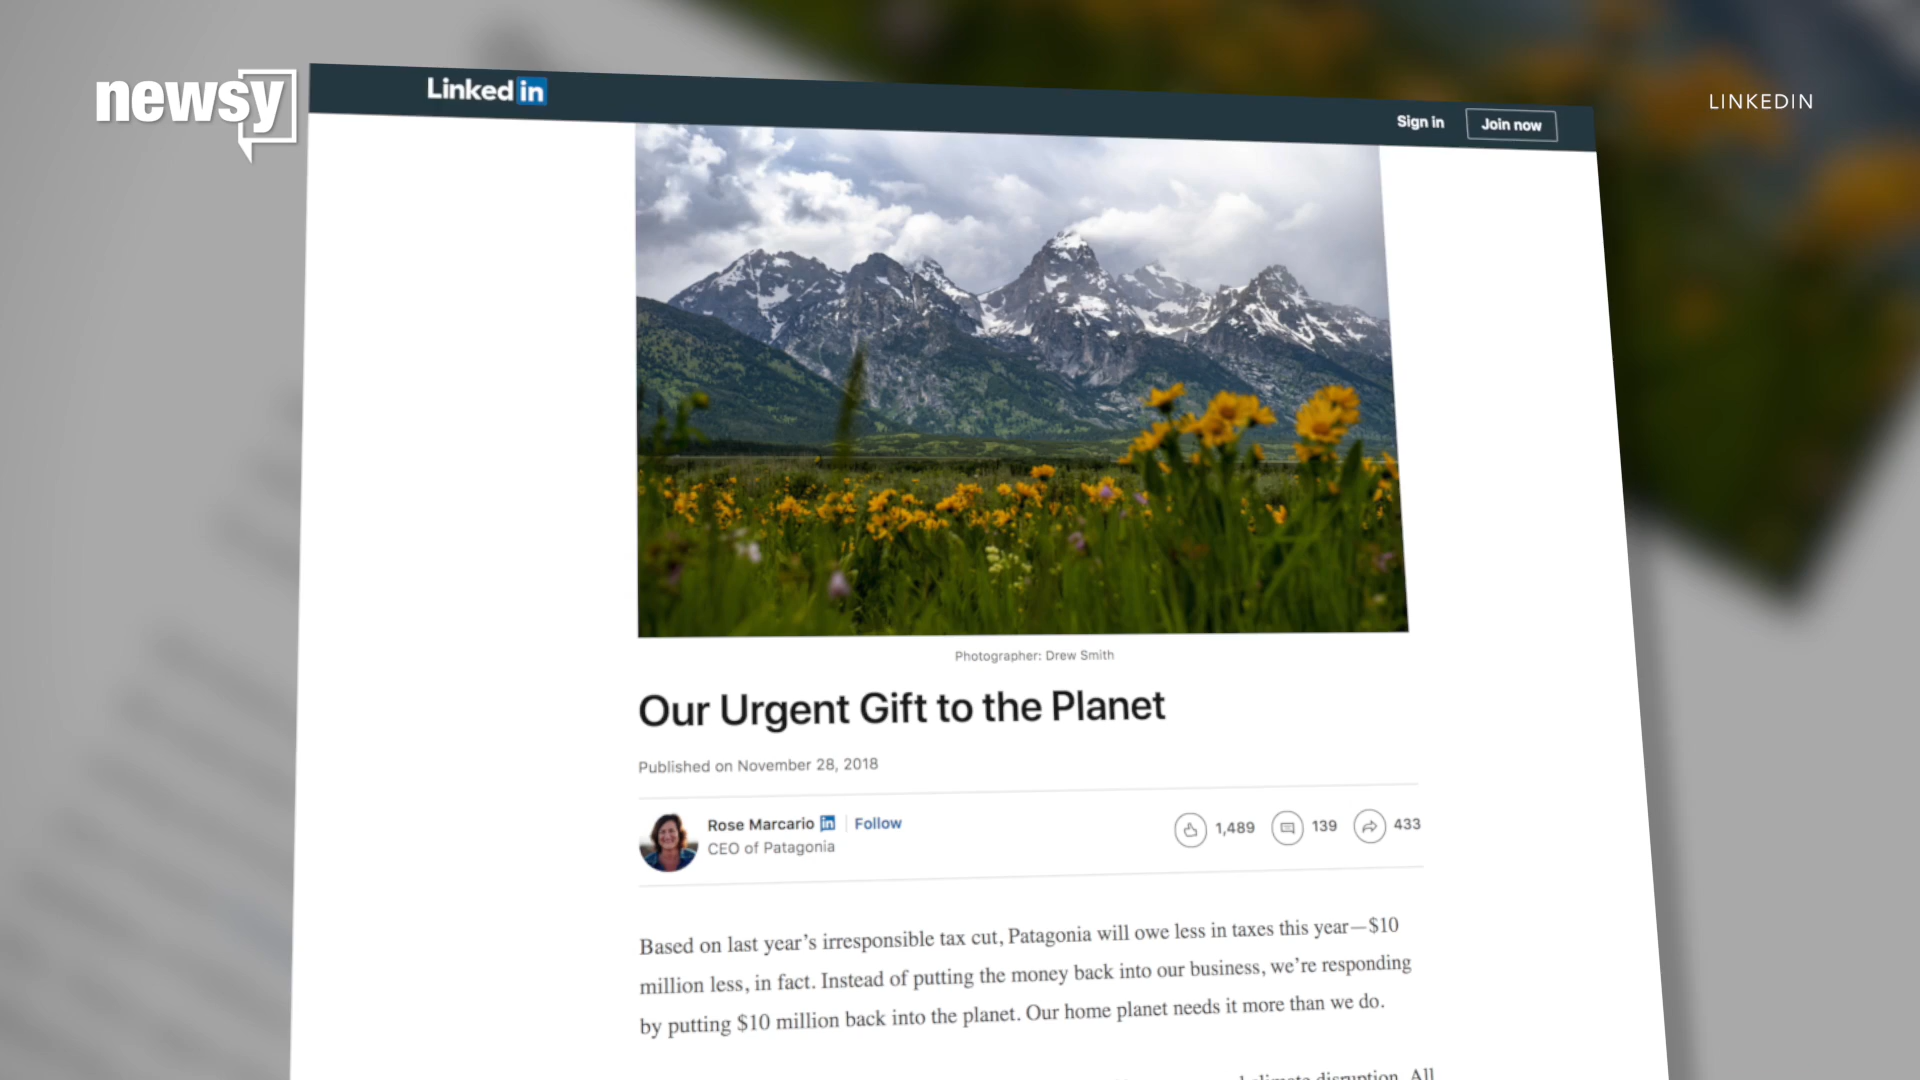 newsy
LinkedIn
LINKEDIN
Sign in
Join now
Photographer: Drew Smith
Our Urgent Gift to the Planet
Published on November 28, 2018
Rose Marcario in Follow
CEO of Patagonia
1,489 139 433
Based on last year’s irresponsible tax cut, Patagonia will owe less in taxes this year—$10
million less, in fact. Instead of putting the money back into our business, we’re responding
by putting $10 million back into the planet. Our home planet needs it more than we do.
climate disruption. All